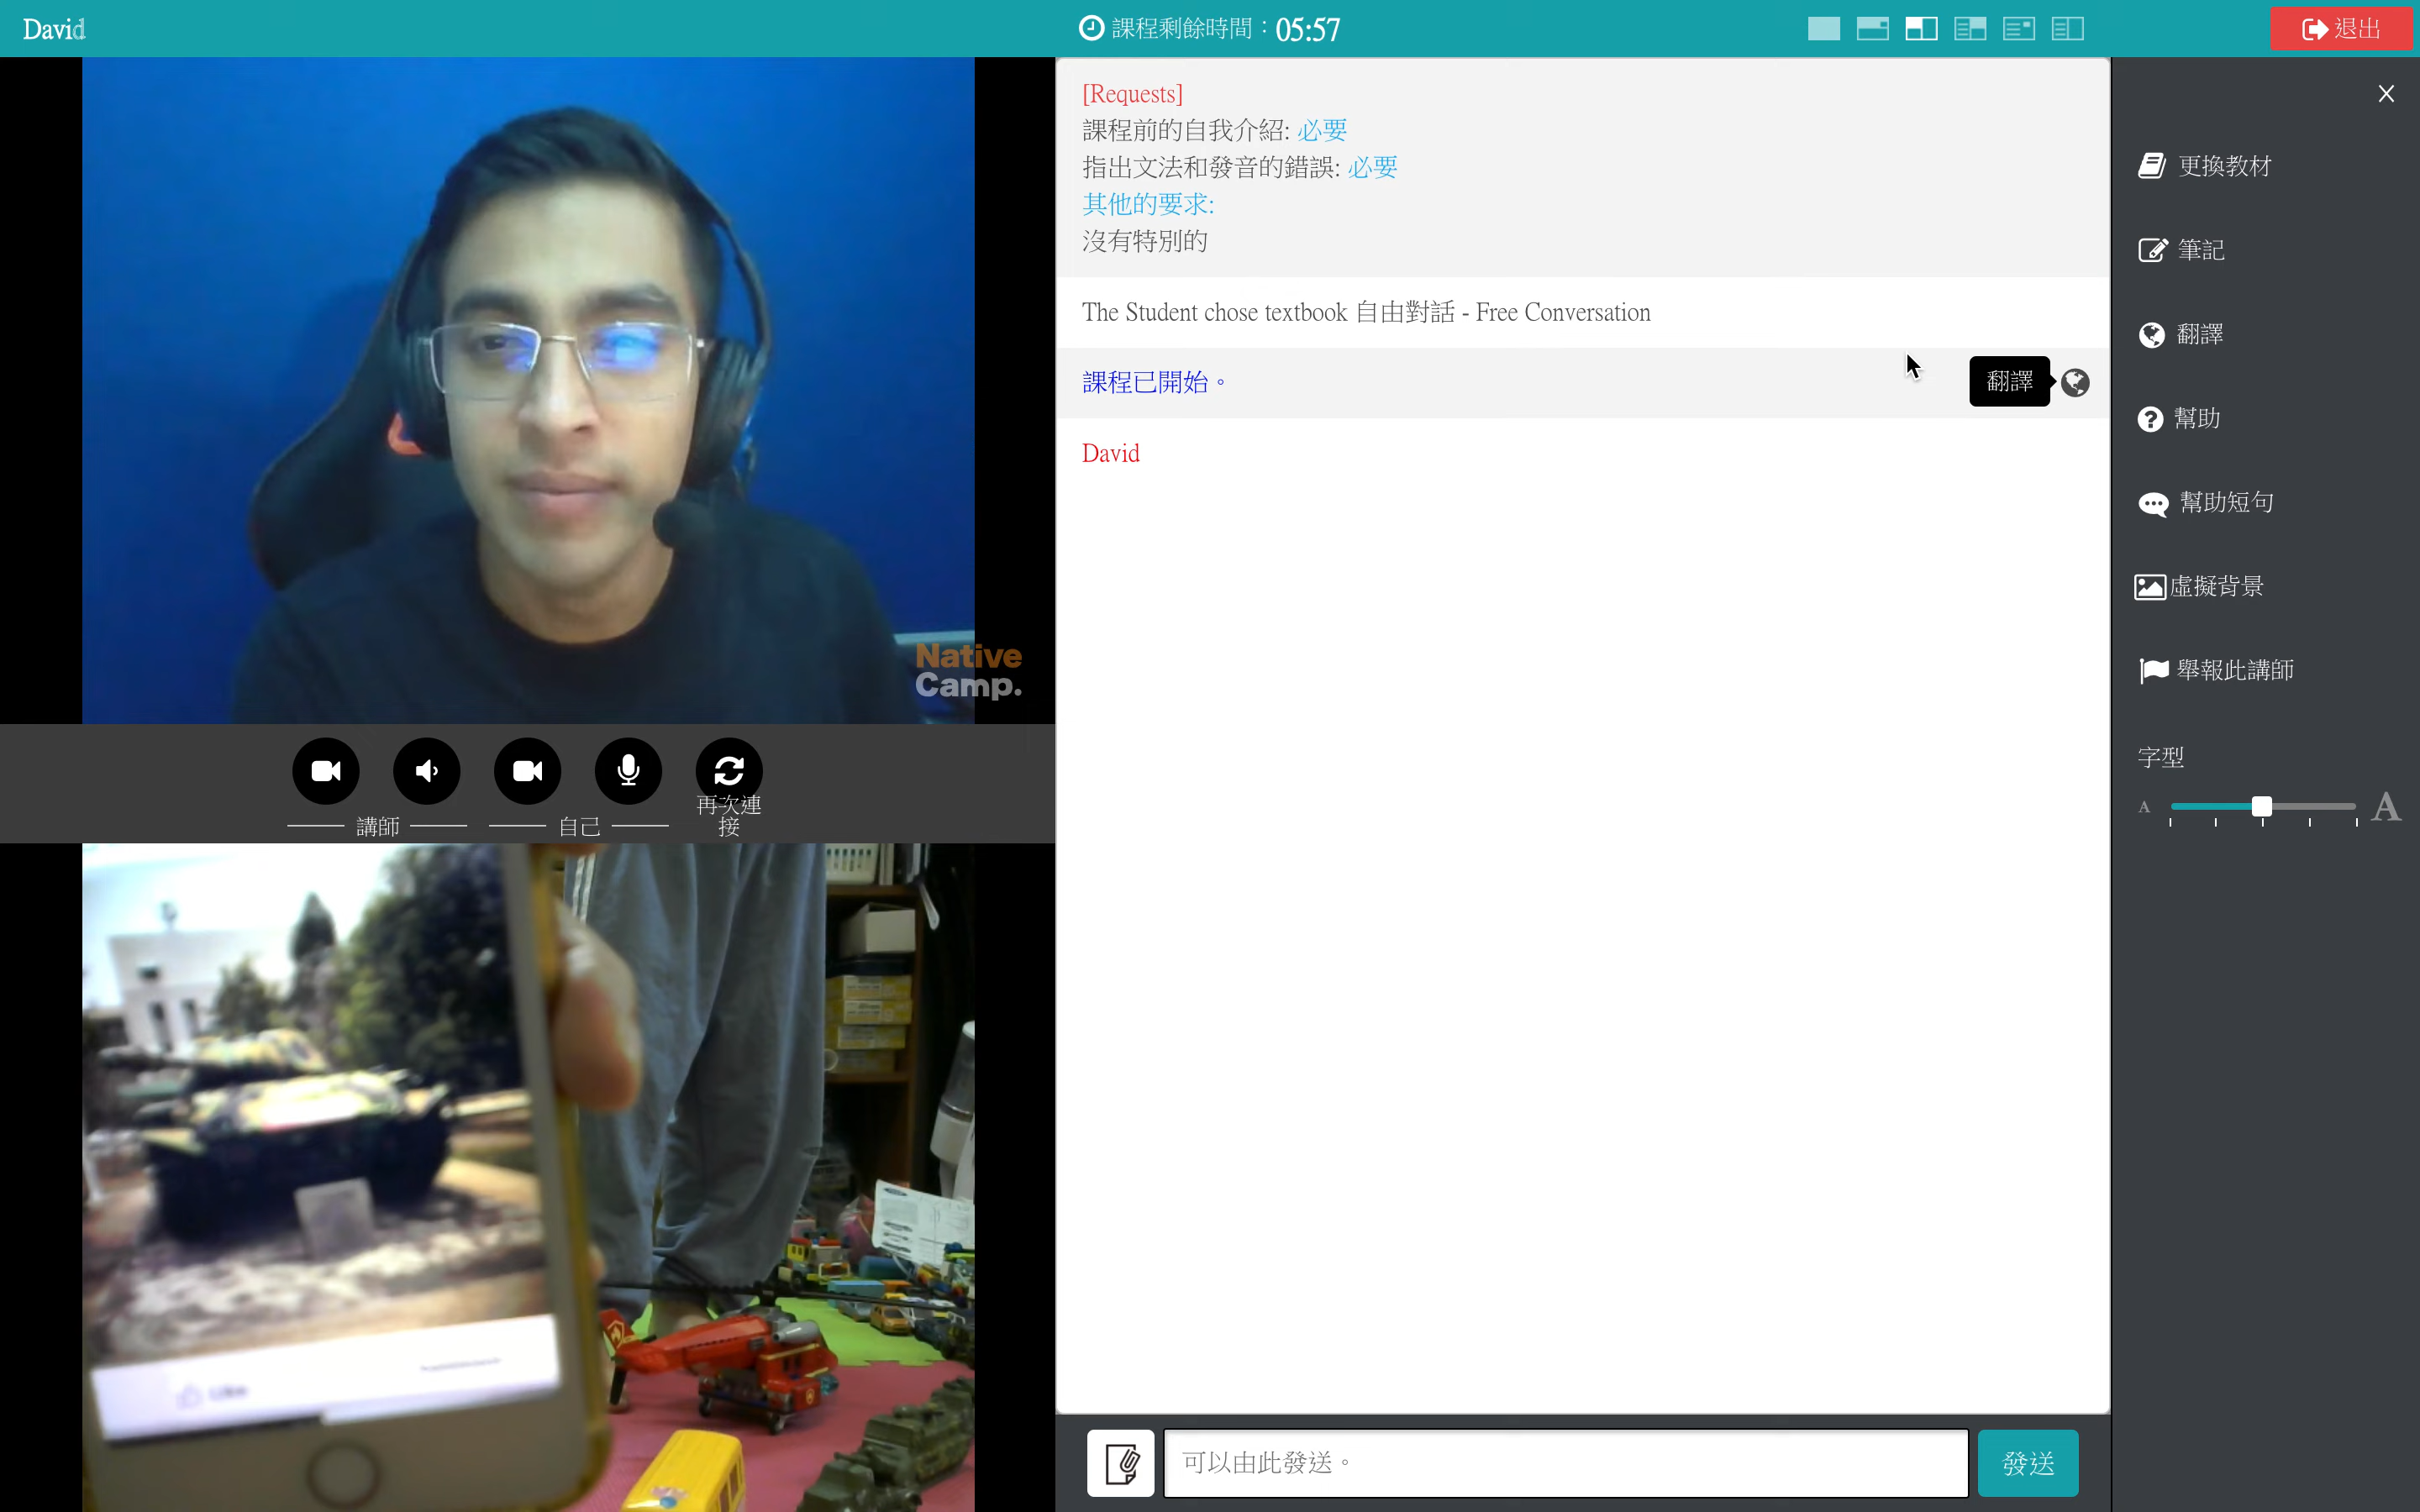 David
課程剩餘時間：05:57
退出
[Requests]
課程前的自我介紹: 必要
指出文法和發音的錯誤: 必要
其他的要求:
沒有特別的
The Student chose textbook 自由對話 - Free Conversation
課程已開始。
翻譯
David
更換教材
筆記
翻譯
幫助
幫助短句
虛擬背景
舉報此講師
字型
A
A
Native
Camp.
講師
自己
再次連
接
Like
可以由此發送。
發送